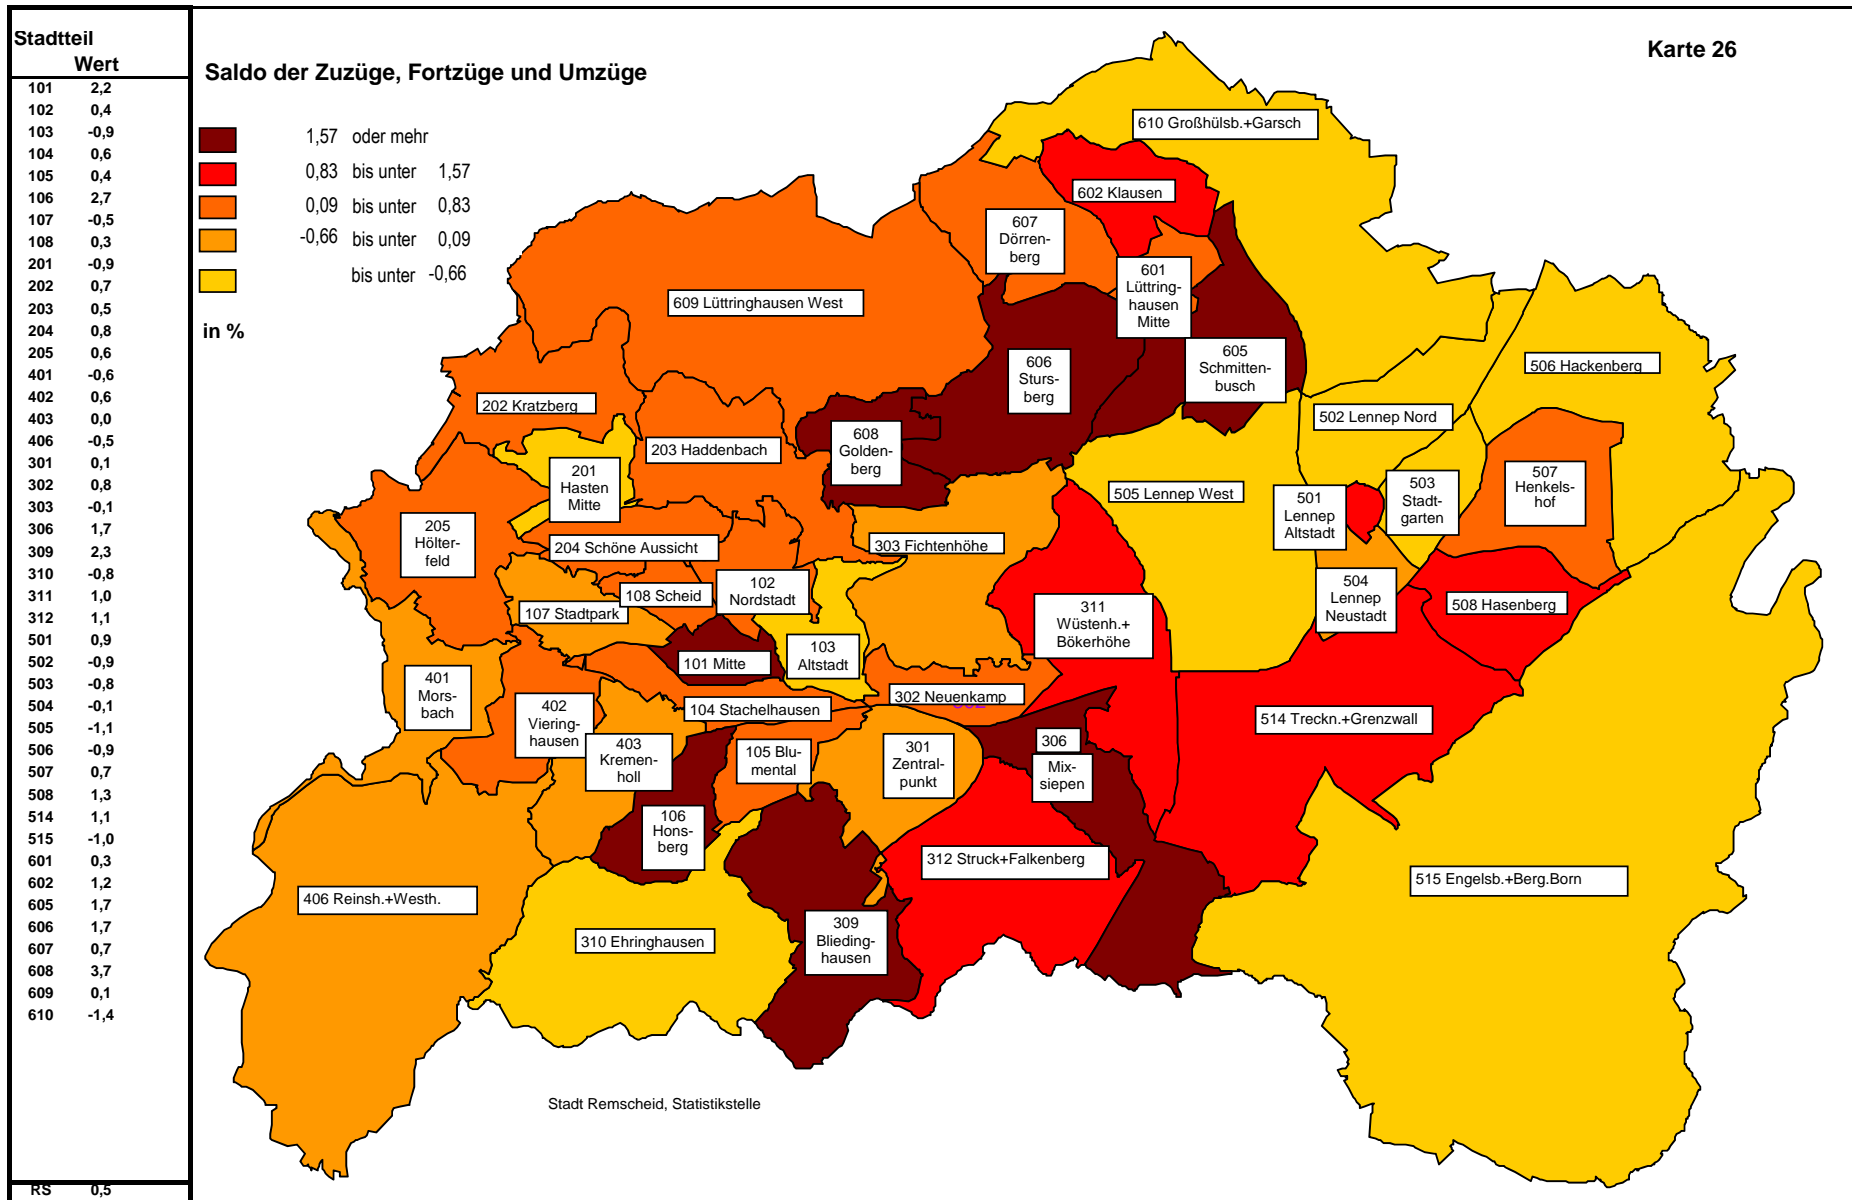 Stadtteil
Wert
101 2,2
102 0,4
103 -0,9
104 0,6
105 0,4
106 2,7
107 -0,5
108 0,3
201 -0,9
202 0,7
203 0,5
204 0,8
205 0,6
401 -0,6
402 0,6
403 0,0
406 -0,5
301 0,1
302 0,8
303 -0,1
306 1,7
309 2,3
310 -0,8
311 1,0
312 1,1
501 0,9
502 -0,9
503 -0,8
504 -0,1
505 -1,1
506 -0,9
507 0,7
508 1,3
514 1,1
515 -1,0
601 0,3
602 1,2
605 1,7
606 1,7
607 0,7
608 3,7
609 0,1
610 -1,4
RS 0,5
Saldo der Zuzüge, Fortzüge und Umzüge
Karte 26
1,57 oder mehr
0,83 bis unter 1,57
0,09 bis unter 0,83
-0,66 bis unter 0,09
bis unter -0,66
in %
610 Großhülsb.+Garsch
602 Klausen
607
Dörren-
berg
601
Lüttring-
hausen
Mitte
609 Lüttringhausen West
606
Sturs-
berg
605
Schmitten-
busch
506 Hackenberg
202 Kratzberg
502 Lennep Nord
608
Golden-
berg
203 Haddenbach
201
Hasten
Mitte
505 Lennep West
501
Lennep
Altstadt
503
Stadt-
garten
507
Henkels-
hof
205
Hölter-
feld
204 Schöne Aussicht
303 Fichtenhöhe
102
Nordstadt
108 Scheid
107 Stadtpark
504
Lennep
Neustadt
508 Hasenberg
311
Wüstenh.+
Bökerhöhe
103
Altstadt
101 Mitte
401
Mors-
bach
302 Neuenkamp
402
Viering-
hausen
104 Stachelhausen
514 Treckn.+Grenzwall
403
Kremen-
holl
105 Blu-
mental
301
Zentral-
punkt
306
Mix-
siepen
106
Hons-
berg
312 Struck+Falkenberg
515 Engelsb.+Berg.Born
406 Reinsh.+Westh.
310 Ehringhausen
309
Blieding-
hausen
Stadt Remscheid, Statistikstelle